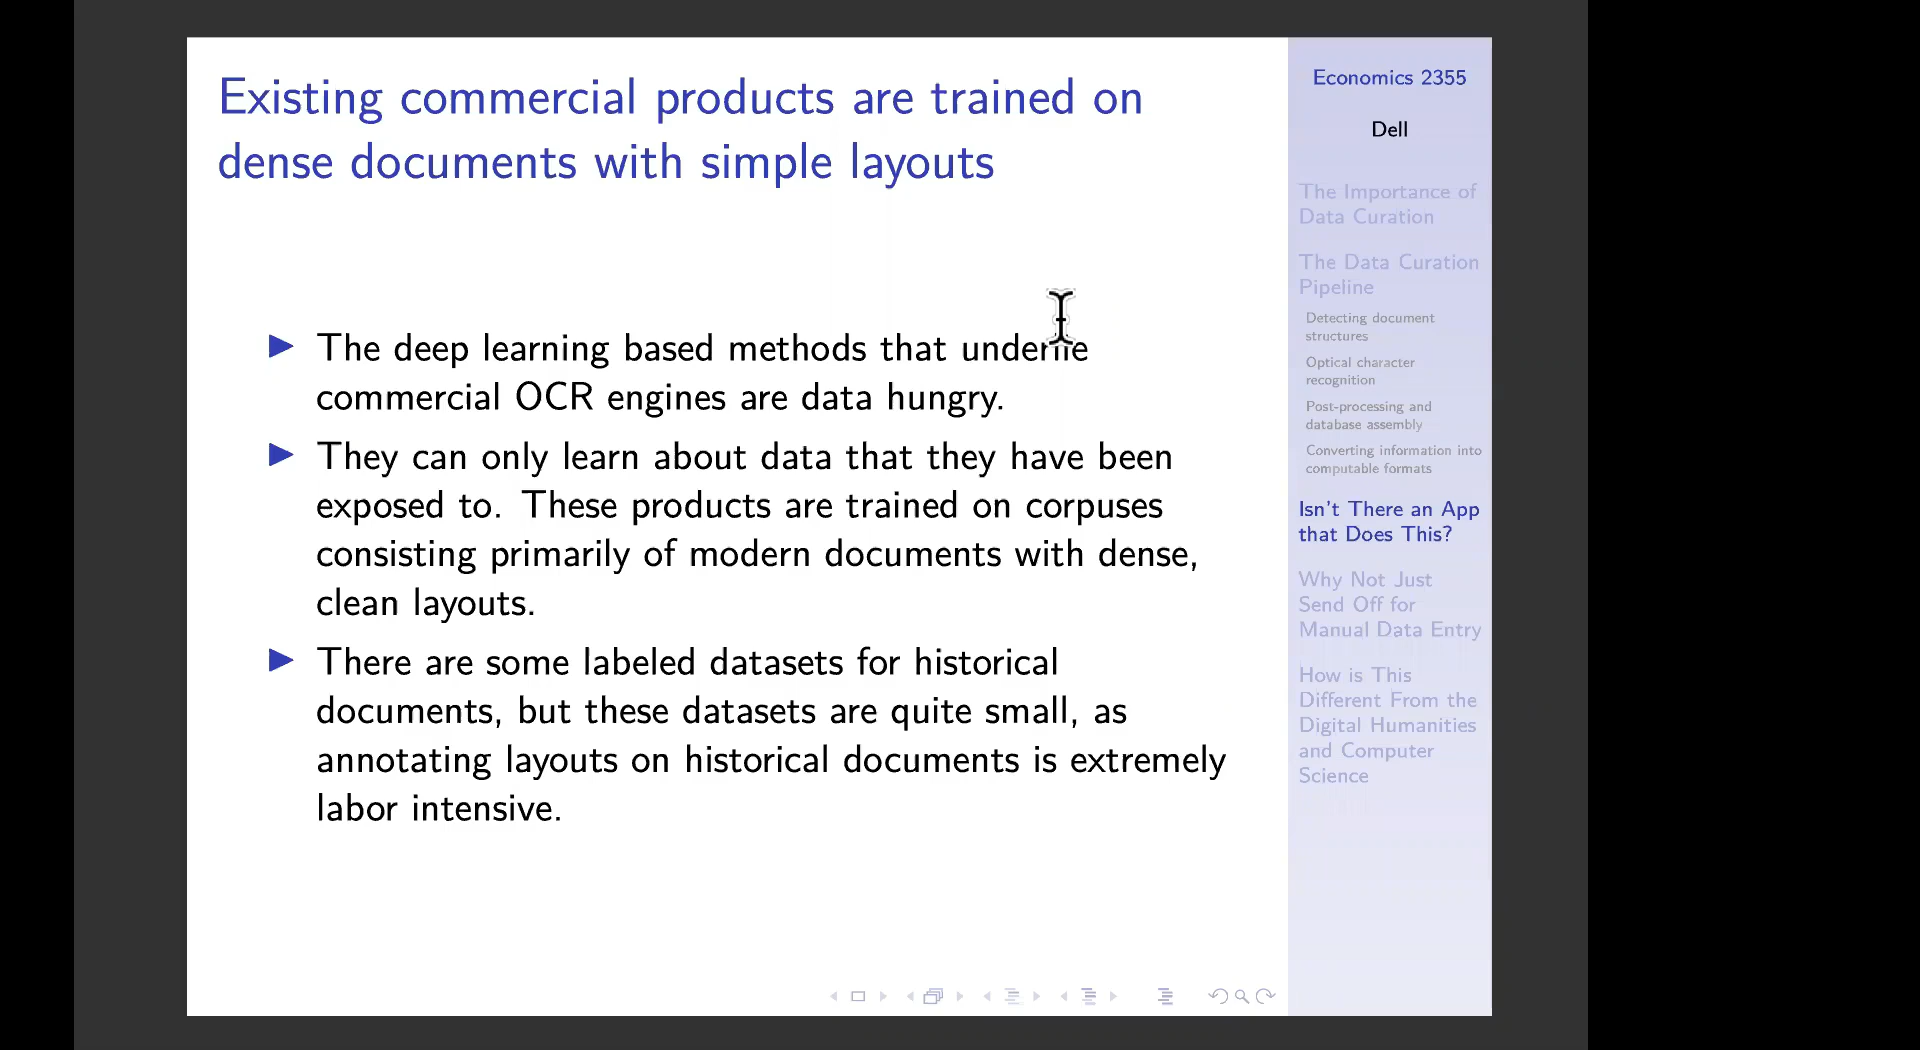 Existing commercial products are trained on
dense documents with simple layouts
The deep learning based methods that underlie
commercial OCR engines are data hungry.
They can only learn about data that they have been
exposed to. These products are trained on corpuses
consisting primarily of modern documents with dense,
clean layouts.
There are some labeled datasets for historical
documents, but these datasets are quite small, as
annotating layouts on historical documents is extremely
labor intensive.
Economics 2355
Dell
The Importance of
Data Curation
The Data Curation
Pipeline
Detecting document
structures
Optical character
recognition
Post-processing and
database assembly
Converting information into
computable formats
Isn't There an App
that Does This?
Why Not Just
Send Off for
Manual Data Entry
How is This
Different From the
Digital Humanities
and Computer
Science